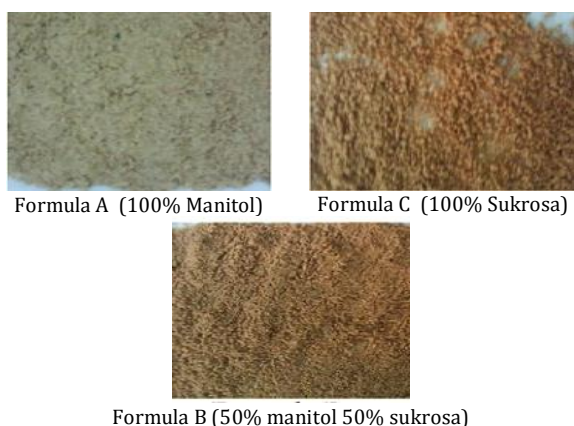 Formula A (100% Manitol)
Formula C (100% Sukrosa)
Formula B (50% manitol 50% sukrosa)